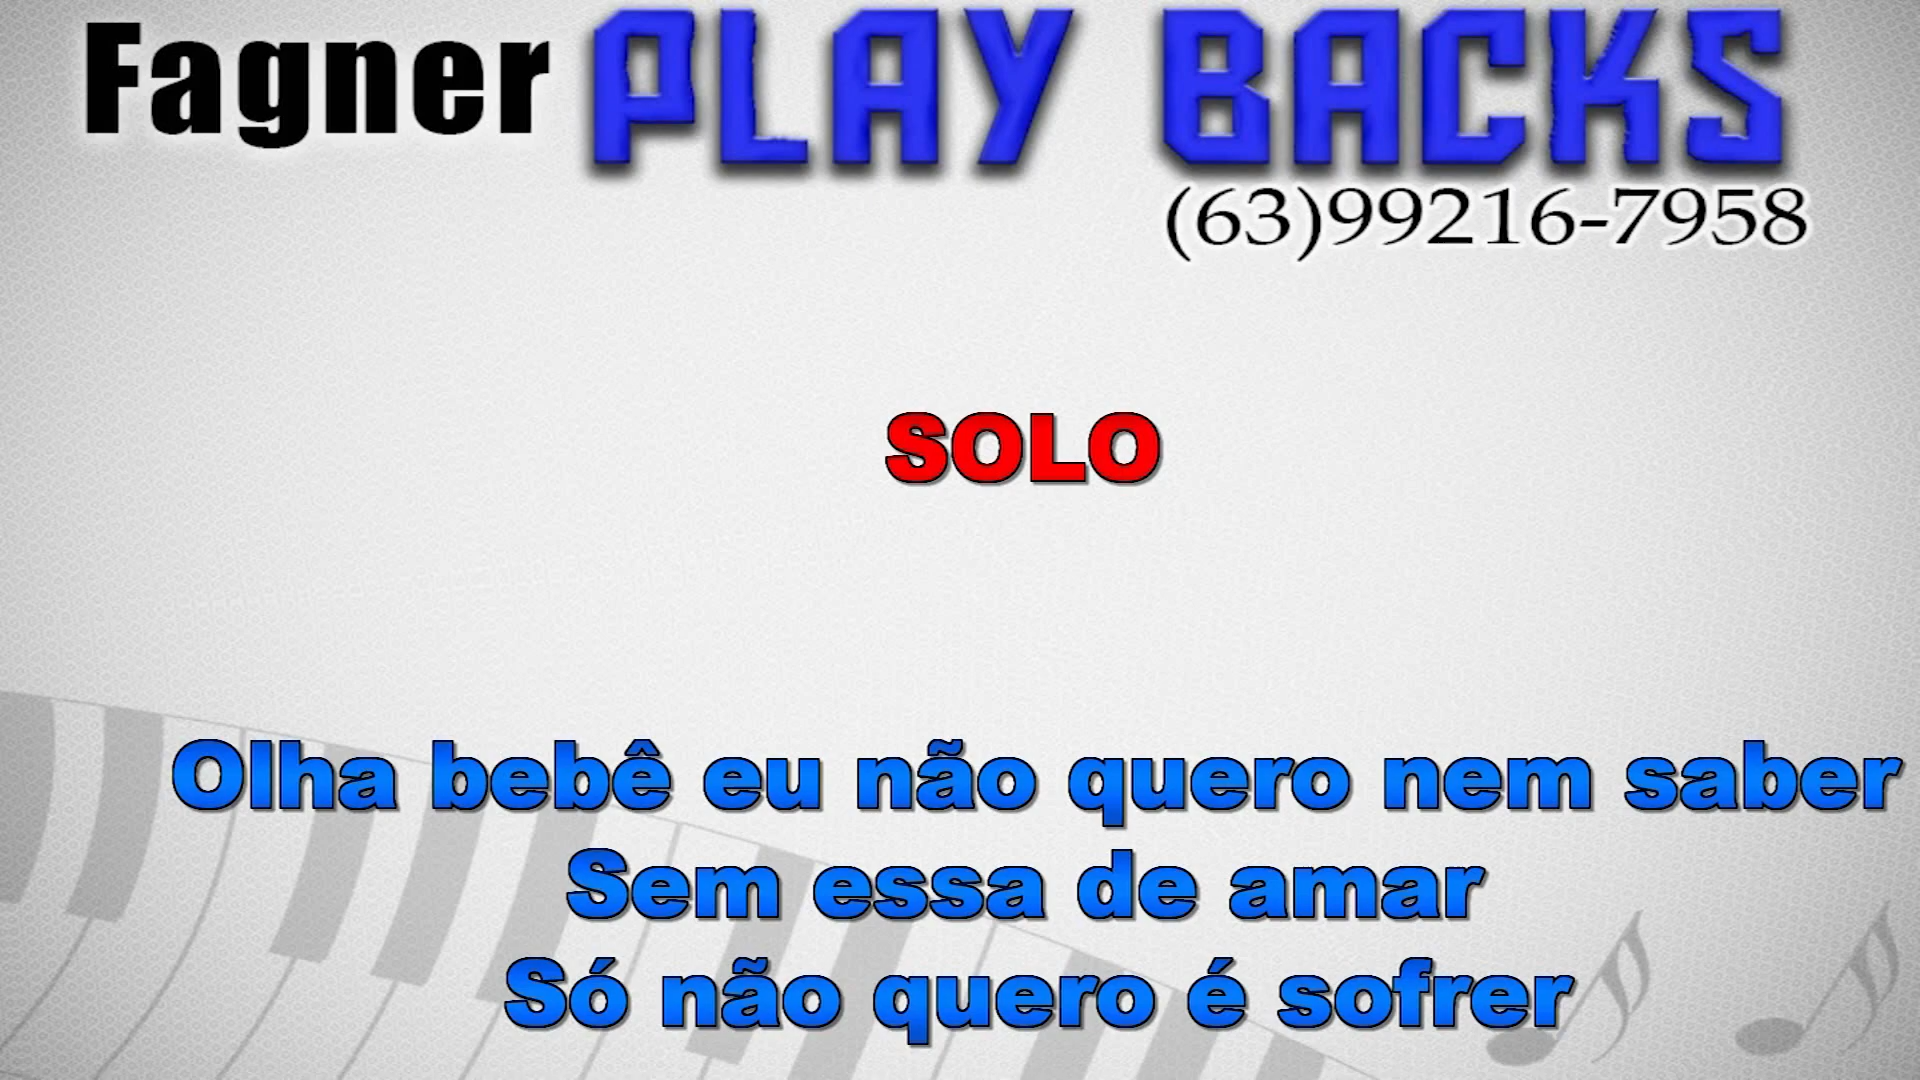 Fagner PLAY BACKS
(63)99216-7958
SOLO
Olha bebê eu não quero nem saber
Sem essa de amar
Só não quero é sofrer